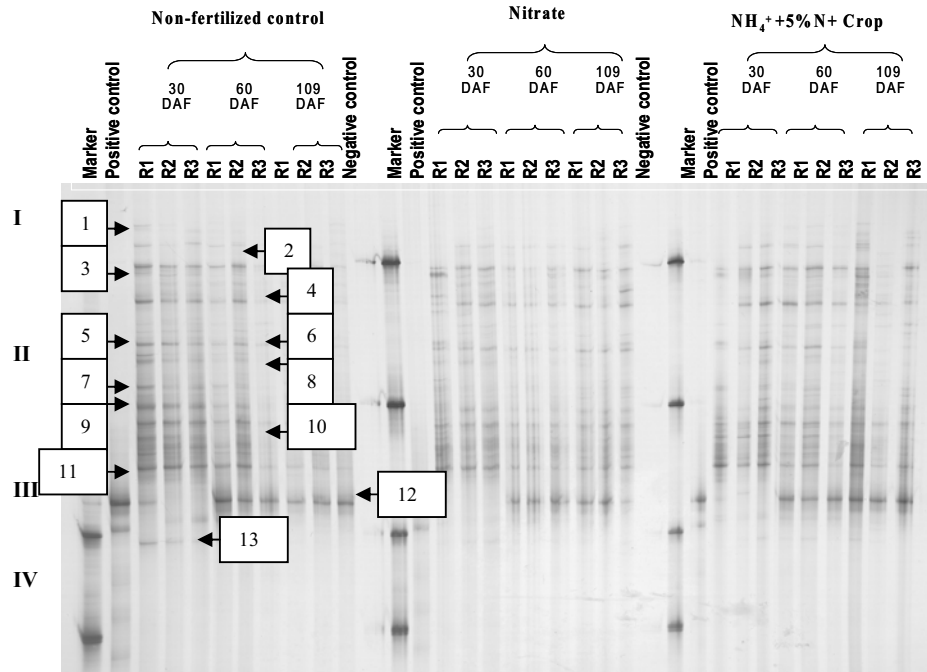 Non-fertilized control
Nitrate
NH₄⁺+5%N+ Crop
30 DAF
60 DAF
109 DAF
30 DAF
60 DAF
109 DAF
30 DAF
60 DAF
109 DAF
Marker
Positive control
R1
R2
R3
R1
R2
R3
R1
R2
R3
Negative control
Marker
Positive control
R1
R2
R3
R1
R2
R3
R1
R2
R3
Negative control
Marker
Positive control
R1
R2
R3
R1
R2
R3
R1
R2
R3
I
1
2
3
4
5
6
II
7
8
9
10
11
III
12
13
IV